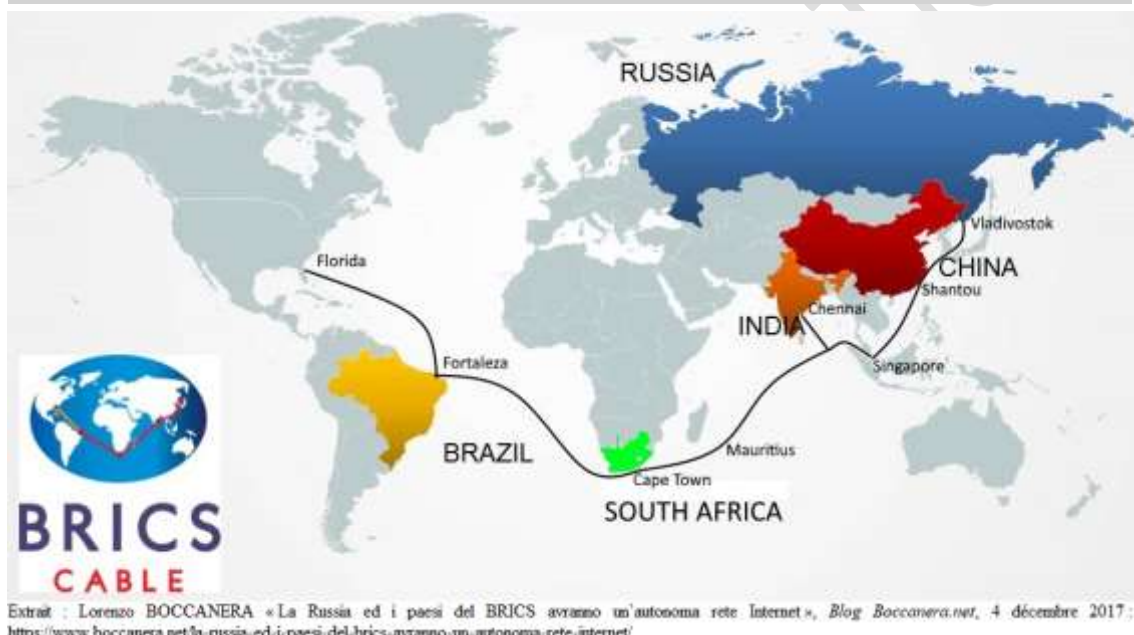 RUSSIA
Vladivostok
Florida
CHINA
Shantou
Chennai
INDIA
Fortaleza
Singapore
BRAZIL
Mauritius
Cape Town
SOUTH AFRICA
BRICS
CABLE
Extrait : Lorenzo BOCCANERA « La Russia ed i paesi del BRICS avranno un'autonoma rete Internet », Blog Boccanera.net, 4 décembre 2017 :
https://www.boccanera.net/la-russia-ed-i-paesi-del-brics-avranno-un-autonoma-rete-internet/